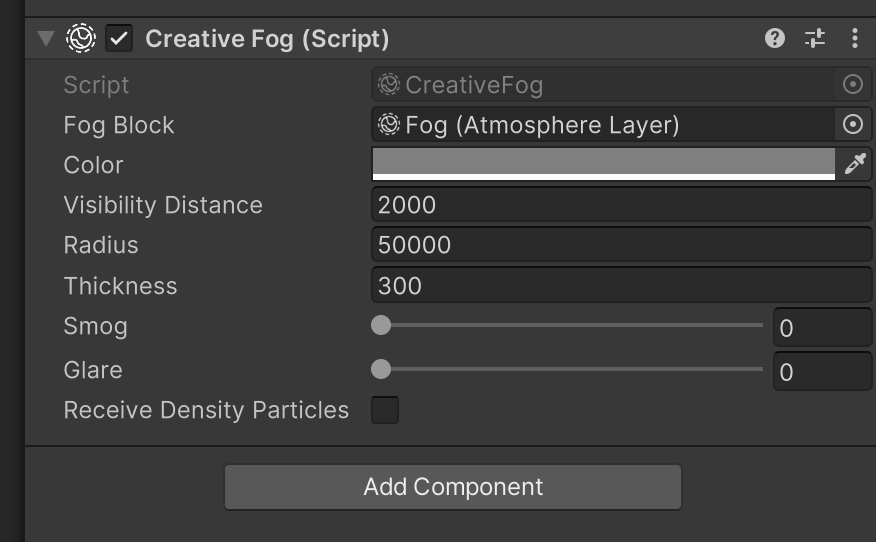 Creative Fog (Script)
Script CreativeFog
Fog Block Fog (Atmosphere Layer)
Color
Visibility Distance 2000
Radius 50000
Thickness 300
Smog 0
Glare 0
Receive Density Particles
Add Component